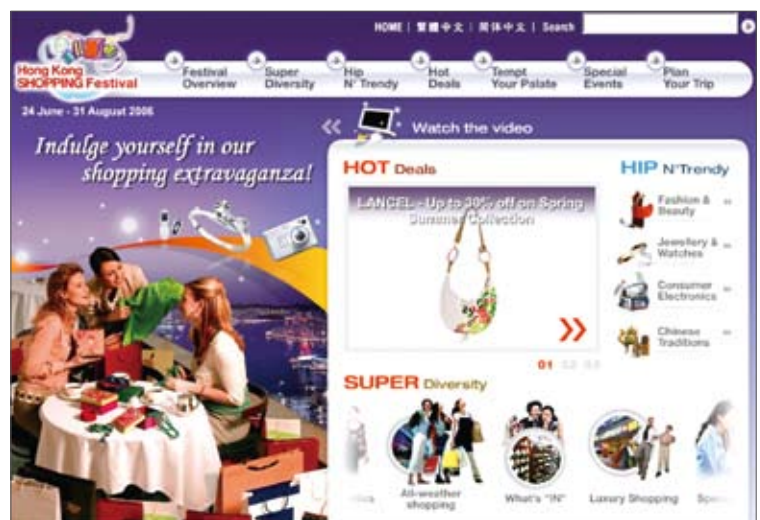 HOME | 繁體中文 | 简体中文 | Search
Hong Kong
SHOPPING Festival
Festival
Overview
Super
Diversity
Hip
N' Trendy
Hot
Deals
Tempt
Your Palate
Special
Events
Plan
Your Trip
24 June - 31 August 2006
Indulge yourself in our
shopping extravaganza!
Watch the video
HOT Deals
LANCEL - Up to 30% off on Spring
Summer Collection
01 02 03
HIP N'Trendy
Fashion &
Beauty
Jewellery &
Watches
Consumer
Electronics
Chinese
Traditions
SUPER Diversity
All-weather
shopping
What's "IN"
Luxury Shopping